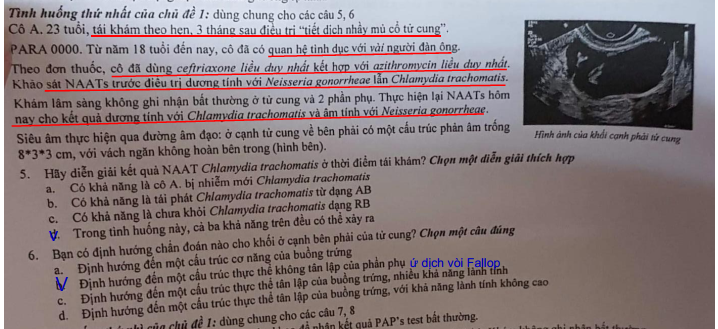 Tình huống thứ nhất của chủ đề 1: dùng chung cho các câu 5, 6
Cô A. 23 tuổi, tái khám theo hẹn, 3 tháng sau điều trị “tiết dịch nhầy mủ cổ tử cung”.
PARA 0000. Từ năm 18 tuổi đến nay, cô đã có quan hệ tình dục với vài người đàn ông.
Theo đơn thuốc, cô đã dùng ceftriaxone liều duy nhất kết hợp với azithromycin liều duy nhất.
Khảo sát NAATs trước điều trị dương tính với Neisseria gonorrheae lẫn Chlamydia trachomatis.
Khám lâm sàng không ghi nhận bất thường ở tử cung và 2 phần phụ. Thực hiện lại NAATs hôm
nay cho kết quả dương tính với Chlamydia trachomatis và âm tính với Neisseria gonorrheae.
Siêu âm thực hiện qua đường âm đạo: ở cạnh tử cung về bên phải có một cấu trúc phản âm trống
8*3*3 cm, với vách ngăn không hoàn bên trong (hình bên).
Hình ảnh của khối cạnh phải tử cung
5. Hãy diễn giải kết quả NAAT Chlamydia trachomatis ở thời điểm tái khám? Chọn một diễn giải thích hợp
a. Có khả năng là cô A. bị nhiễm mới Chlamydia trachomatis
b. Có khả năng là tái phát Chlamydia trachomatis từ dạng AB
c. Có khả năng là chưa khỏi Chlamydia trachomatis dạng RB
Trong tình huống này, cả ba khả năng trên đều có thể xảy ra
6. Bạn có định hướng chẩn đoán nào cho khối ở cạnh bên phải của tử cung? Chọn một câu đúng
a. Định hướng đến một cấu trúc cơ năng của buồng trứng
Định hướng đến một cấu trúc thực thể không tân lập của phần phụ ứ dịch vòi Fallop
c. Định hướng đến một cấu trúc thực thể tân lập của buồng trứng, nhiều khả năng lành tính
d. Định hướng đến một cấu trúc thực thể tân lập của buồng trứng, với khả năng lành tính không cao
của chủ đề 1: dùng chung cho các câu 7, 8
nhận kết quả PAP’s test bất thường.